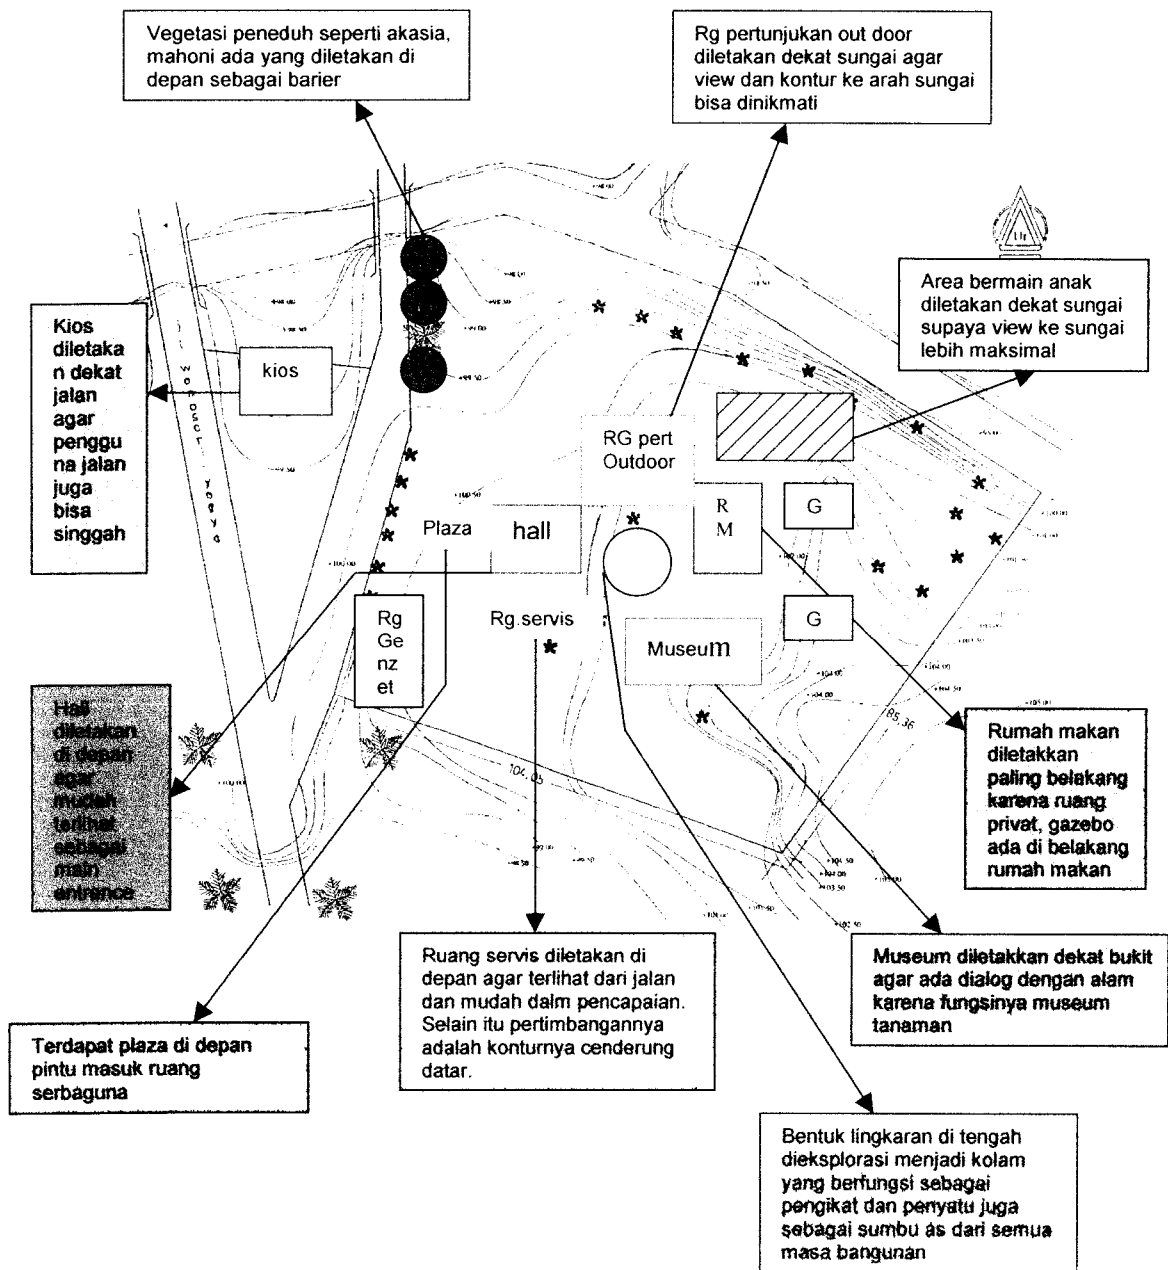 Vegetasi peneduh seperti akasia,
mahoni ada yang diletakan di
depan sebagai barier
Rg pertunjukan out door
diletakan dekat sungai agar
view dan kontur ke arah sungai
bisa dinikmati
Area bermain anak
diletakan dekat sungai
supaya view ke sungai
lebih maksimal
Kios
diletaka
n dekat
jalan
agar
penggu
na jalan
juga
bisa
singgah
kios
RG pert
Outdoor
R
M
G
Plaza
hall
Rg
Ge
nz
et
Rg.servis
Museum
G
104,05
185,36
Hall
diletakan
di depan
agar
mudah
terlihat
sebagai
main
entrance
Rumah makan
diletakkan
paling belakang
karena ruang
privat, gazebo
ada di belakang
rumah makan
Ruang servis diletakan di
depan agar terlihat dari jalan
dan mudah dalm pencapaian.
Selain itu pertimbangannya
adalah konturnya cenderung
datar.
Museum diletakkan dekat bukit
agar ada dialog dengan alam
karena fungsinya museum
tanaman
Terdapat plaza di depan
pintu masuk ruang
serbaguna
Bentuk lingkaran di tengah
dieksplorasi menjadi kolam
yang berfungsi sebagai
pengikat dan penyatu juga
sebagai sumbu as dari semua
masa bangunan